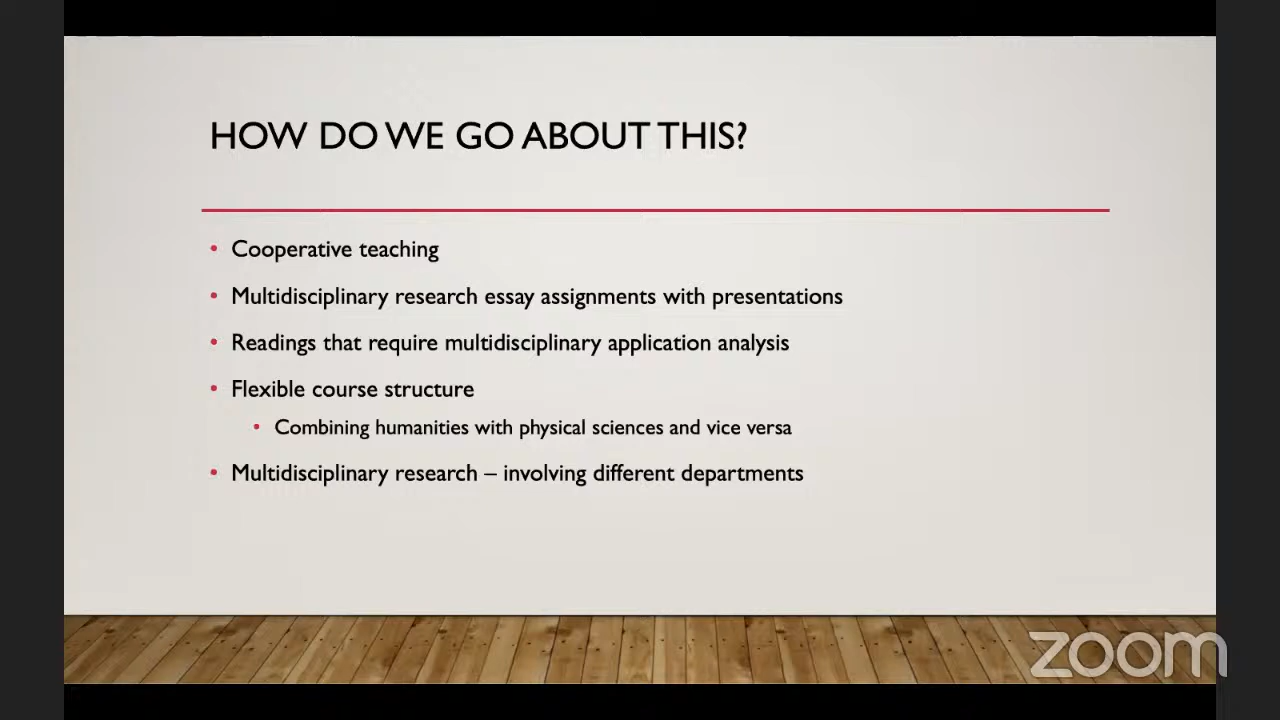 HOW DO WE GO ABOUT THIS?
• Cooperative teaching
• Multidisciplinary research essay assignments with presentations
• Readings that require multidisciplinary application analysis
• Flexible course structure
• Combining humanities with physical sciences and vice versa
• Multidisciplinary research – involving different departments
zoom